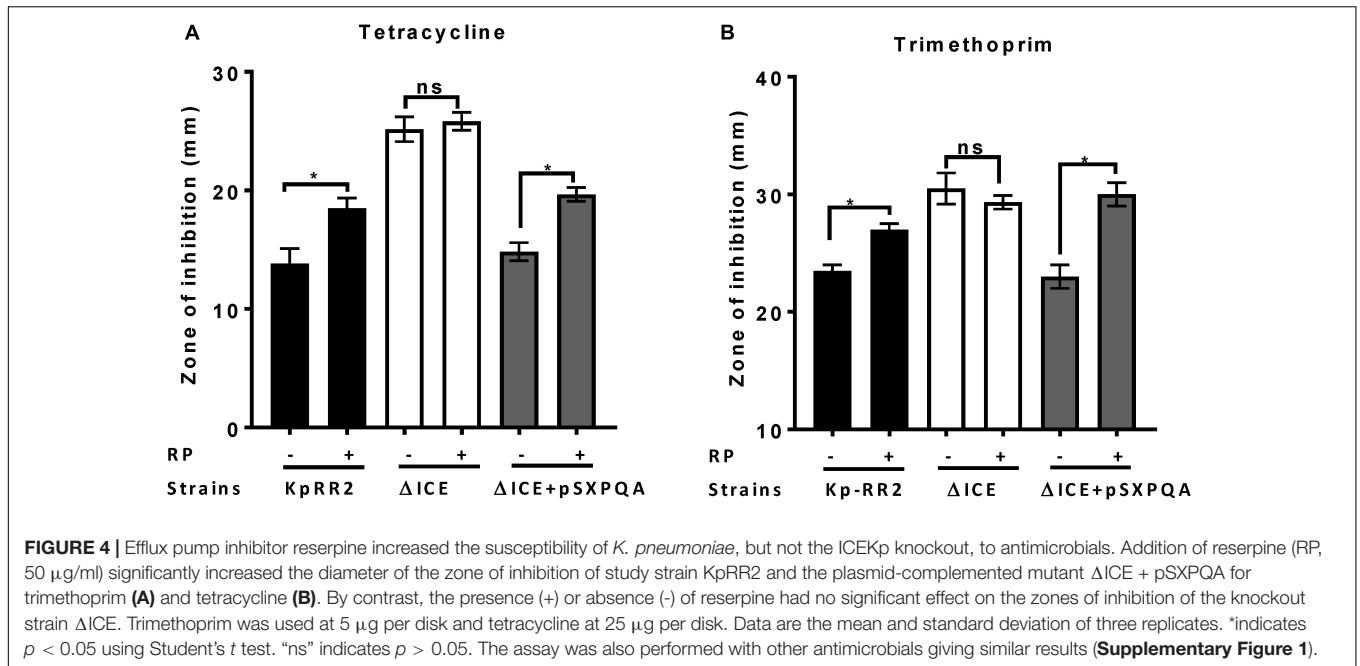 A
Tetracycline
Zone of inhibition (mm)
30
20
10
0
*
ns
*
RP - + - + - +
Strains KpRR2 ΔICE ΔICE+pSXPQA
B
Trimethoprim
Zone of inhibition (mm)
40
30
20
10
*
ns
*
RP - + - + - +
Strains Kp-RR2 ΔICE ΔICE+pSXPQA
FIGURE 4 | Efflux pump inhibitor reserpine increased the susceptibility of K. pneumoniae, but not the ICEKp knockout, to antimicrobials. Addition of reserpine (RP,
50 μg/ml) significantly increased the diameter of the zone of inhibition of study strain KpRR2 and the plasmid-complemented mutant ΔICE + pSXPQA for
trimethoprim (A) and tetracycline (B). By contrast, the presence (+) or absence (-) of reserpine had no significant effect on the zones of inhibition of the knockout
strain ΔICE. Trimethoprim was used at 5 μg per disk and tetracycline at 25 μg per disk. Data are the mean and standard deviation of three replicates. *indicates
p < 0.05 using Student's t test. "ns" indicates p > 0.05. The assay was also performed with other antimicrobials giving similar results (Supplementary Figure 1).